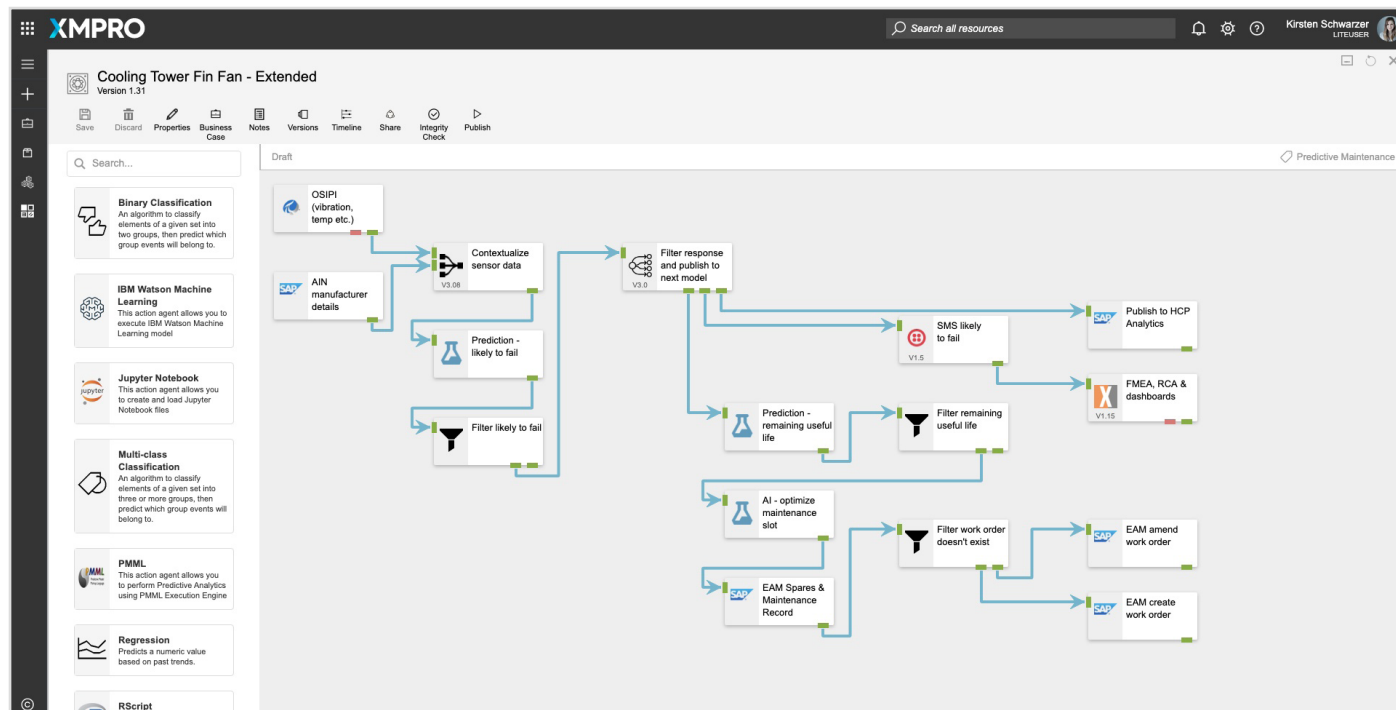 XMPRO
Search all resources
Kirsten Schwarzer
LITEUSER
Cooling Tower Fin Fan - Extended
Version 1.31
Save
Discard
Properties
Business
Case
Notes
Versions
Timeline
Share
Integrity
Check
Publish
Search...
Draft
Predictive Maintenance
Binary Classification
An algorithm to classify
elements of a given set into
two groups, then predict which
group events will belong to.
IBM Watson Machine
Learning
This action agent allows you to
execute IBM Watson Machine
Learning model
jupyter
Jupyter Notebook
This action agent allows you
to create and load Jupyter
Notebook files
Multi-class
Classification
An algorithm to classify
elements of a given set into
three or more groups, then
predict which group events will
belong to.
PMML
PMML
This action agent allows you
to perform Predictive Analytics
using PMML Execution Engine
Regression
Predicts a numeric value
based on past trends.
RScript
OSIPI
(vibration,
temp etc.)
SAP
AIN
manufacturer
details
Contextualize
sensor data
V3.08
Prediction -
likely to fail
Filter likely to fail
Filter response
and publish to
next model
V3.0
SAP
Publish to HCP
Analytics
SMS likely
to fail
V1.5
FMEA, RCA &
dashboards
V1.15
Prediction -
remaining useful
life
Filter remaining
useful life
AI - optimize
maintenance
slot
SAP
EAM Spares &
Maintenance
Record
Filter work order
doesn't exist
SAP
EAM amend
work order
SAP
EAM create
work order